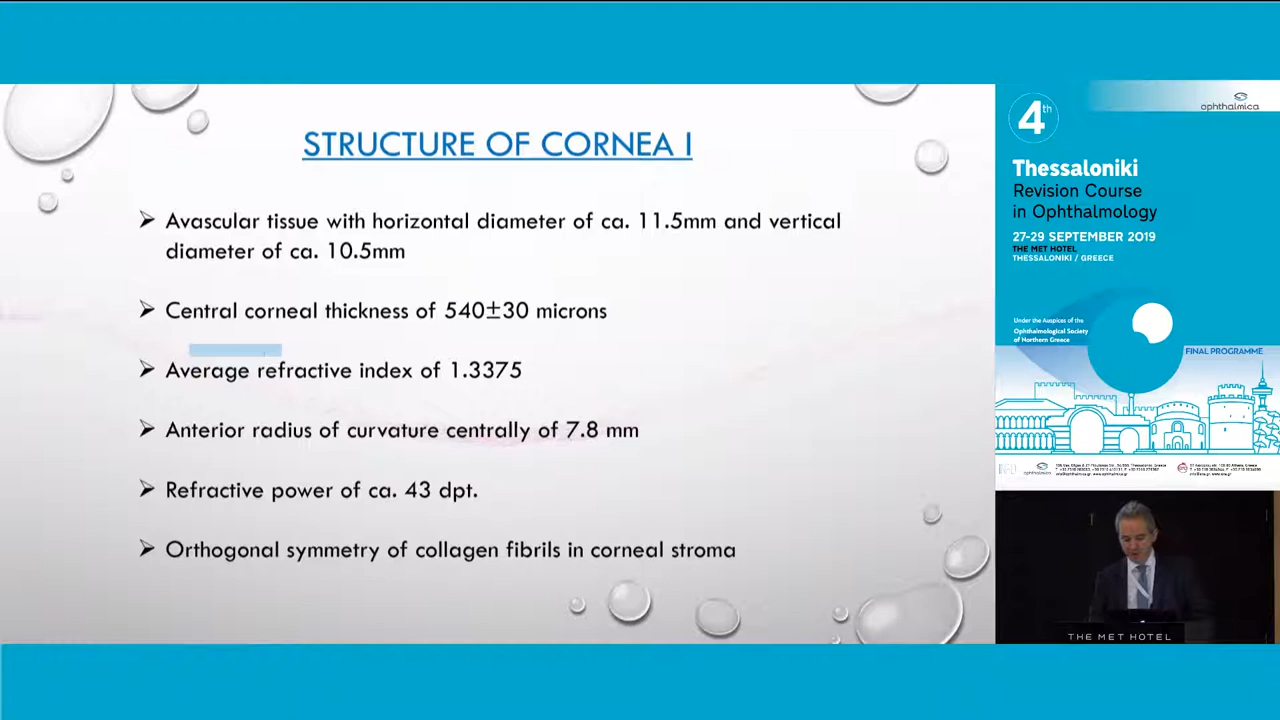 STRUCTURE OF CORNEA I
➢ Avascular tissue with horizontal diameter of ca. 11.5mm and vertical
diameter of ca. 10.5mm
➢ Central corneal thickness of 540±30 microns
➢ Average refractive index of 1.3375
➢ Anterior radius of curvature centrally of 7.8 mm
➢ Refractive power of ca. 43 dpt.
➢ Orthogonal symmetry of collagen fibrils in corneal stroma
ophthalmica
4th
Thessaloniki
Revision Course
in Ophthalmology
27-29 SEPTEMBER 2019
THE MET HOTEL
THESSALONIKI / GREECE
Under the Auspices of the
Ophthalmological Society
of Northern Greece
FINAL PROGRAMME
ophthalmica
THE MET HOTEL